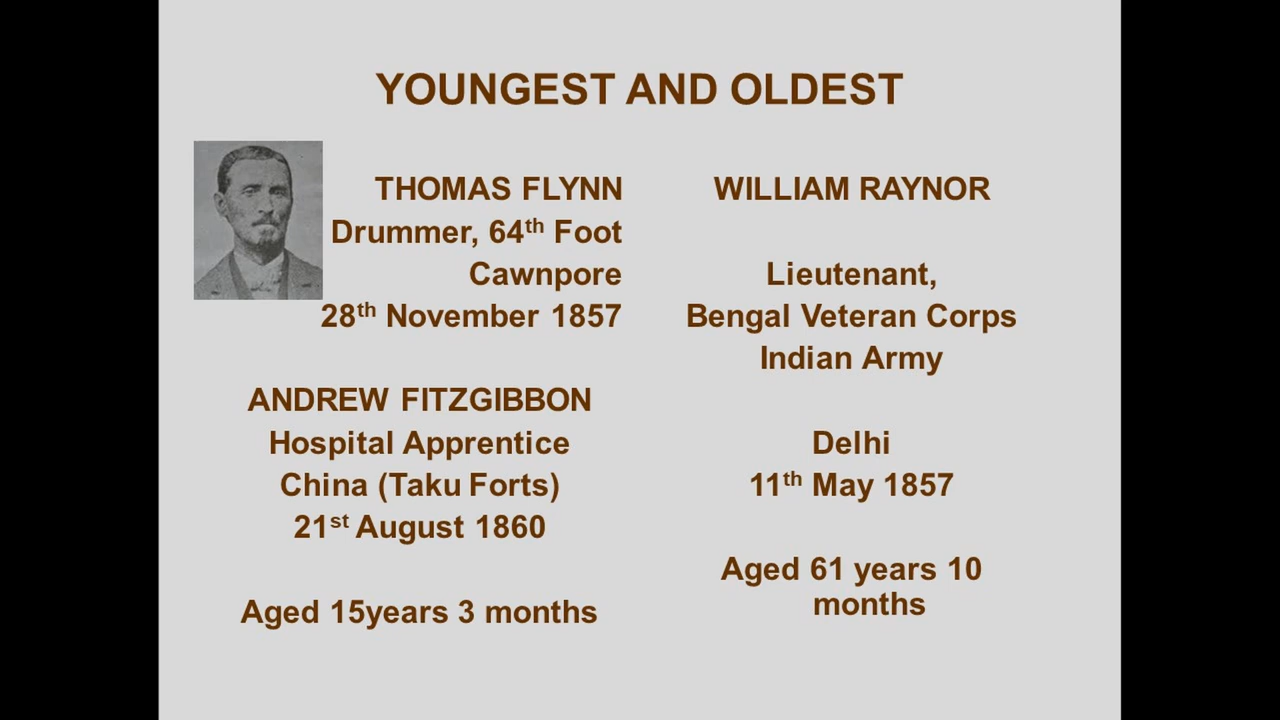 YOUNGEST AND OLDEST
THOMAS FLYNN
Drummer, 64th Foot
Cawnpore
28th November 1857
ANDREW FITZGIBBON
Hospital Apprentice
China (Taku Forts)
21st August 1860
Aged 15years 3 months
WILLIAM RAYNOR
Lieutenant,
Bengal Veteran Corps
Indian Army
Delhi
11th May 1857
Aged 61 years 10
months